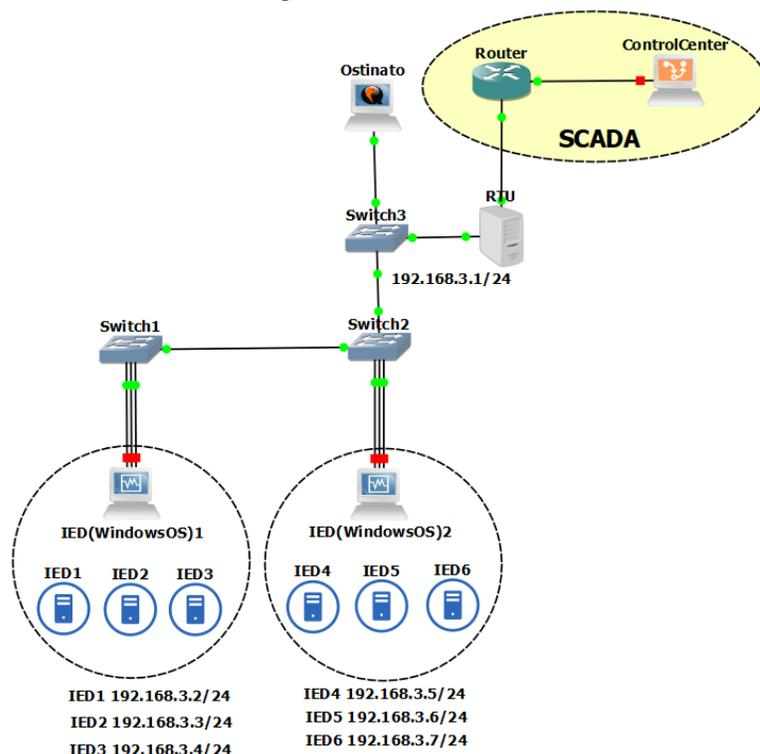 ControlCenter
Router
Ostinato
SCADA
RTU
Switch3
192.168.3.1/24
Switch1
Switch2
IED(WindowsOS)1
IED(WindowsOS)2
IED1 IED2 IED3
IED4 IED5 IED6
IED1 192.168.3.2/24
IED2 192.168.3.3/24
IED3 192.168.3.4/24
IED4 192.168.3.5/24
IED5 192.168.3.6/24
IED6 192.168.3.7/24